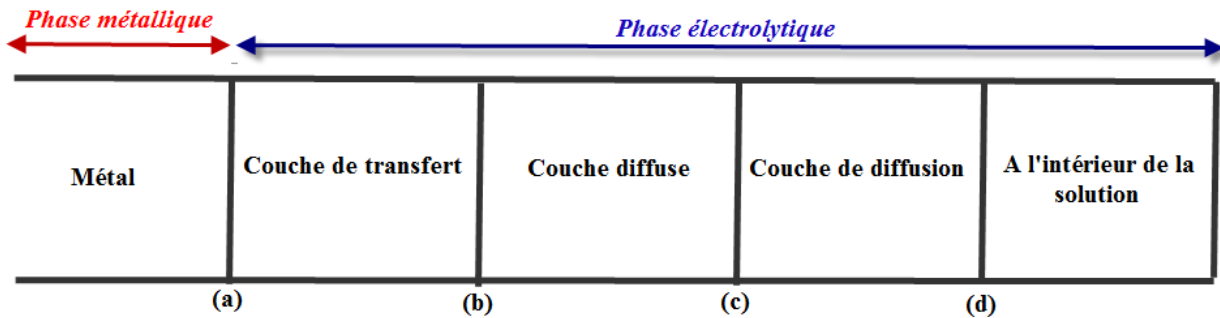 Phase métallique
Phase électrolytique
Métal
Couche de transfert
Couche diffuse
Couche de diffusion
A l'intérieur de la
solution
(a)
(b)
(c)
(d)